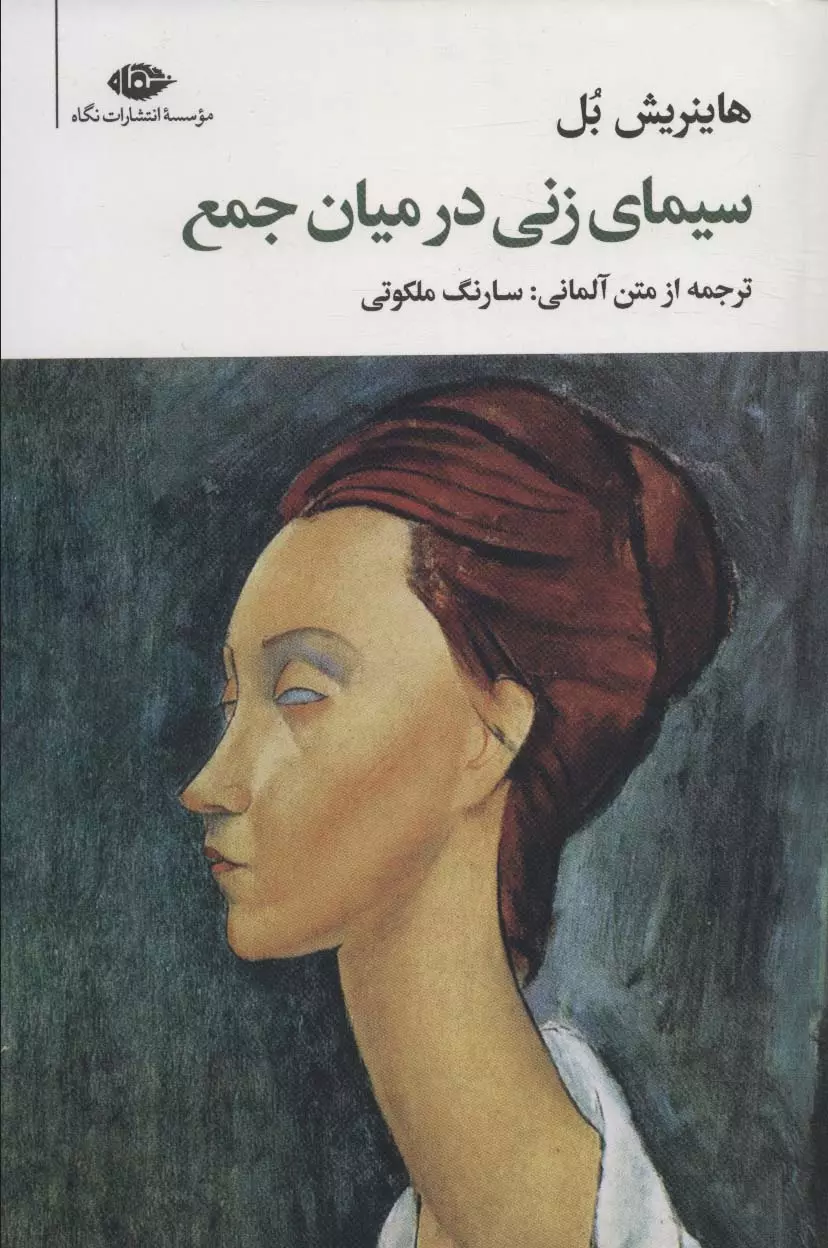 هاینریش بُل
سیمای زنی در میان جمع
ترجمه از متن آلمانی: سارنگ ملکوتی
نگاه
مؤسسهٔ انتشارات نگاه